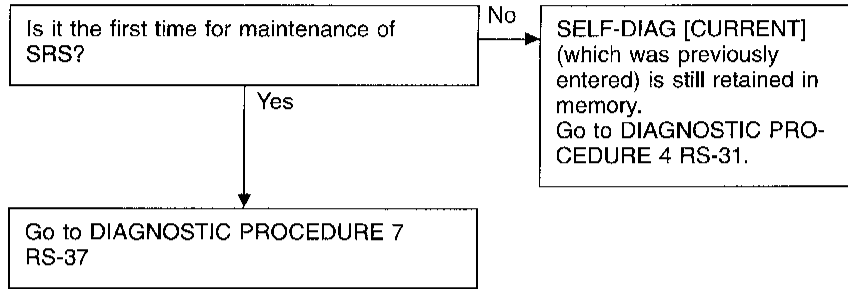 Is it the first time for maintenance of
SRS?
No
SELF-DIAG [CURRENT]
(which was previously
entered) is still retained in
memory.
Go to DIAGNOSTIC PRO-
CEDURE 4 RS-31.
Yes
Go to DIAGNOSTIC PROCEDURE 7
RS-37